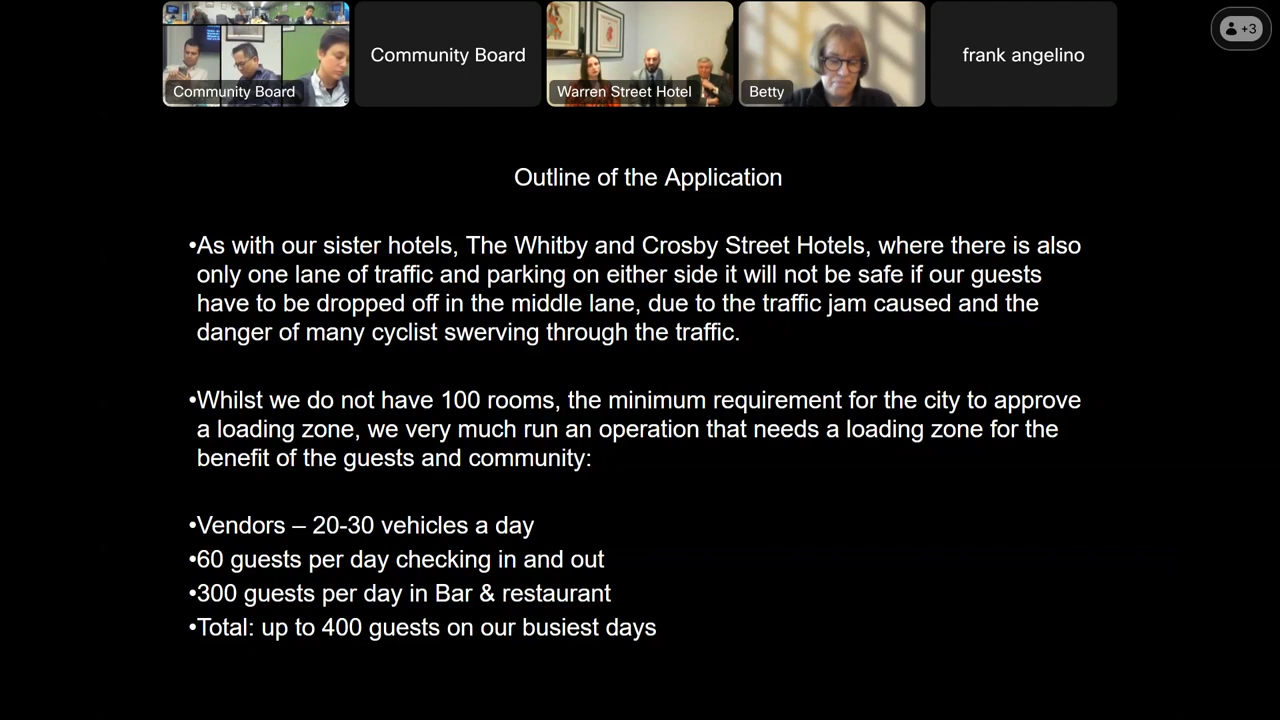 +3
Community Board
Community Board
Warren Street Hotel
Betty
frank angelino
Outline of the Application
•As with our sister hotels, The Whitby and Crosby Street Hotels, where there is also
only one lane of traffic and parking on either side it will not be safe if our guests
have to be dropped off in the middle lane, due to the traffic jam caused and the
danger of many cyclist swerving through the traffic.
•Whilst we do not have 100 rooms, the minimum requirement for the city to approve
a loading zone, we very much run an operation that needs a loading zone for the
benefit of the guests and community:
•Vendors – 20-30 vehicles a day
•60 guests per day checking in and out
•300 guests per day in Bar & restaurant
•Total: up to 400 guests on our busiest days